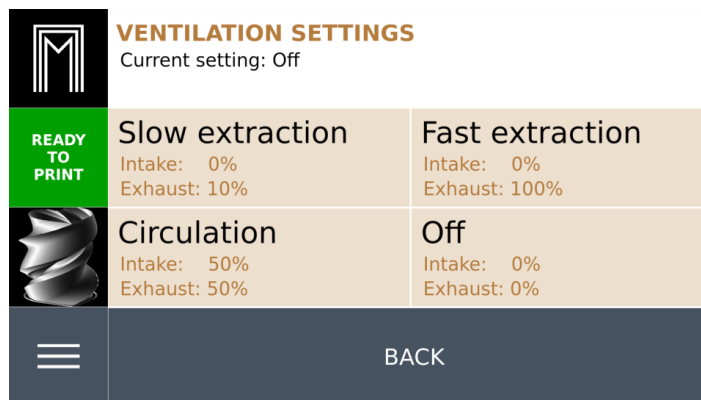 VENTILATION SETTINGS
Current setting: Off
READY
TO
PRINT
Slow extraction
Intake: 0%
Exhaust: 10%
Fast extraction
Intake: 0%
Exhaust: 100%
Circulation
Intake: 50%
Exhaust: 50%
Off
Intake: 0%
Exhaust: 0%
BACK